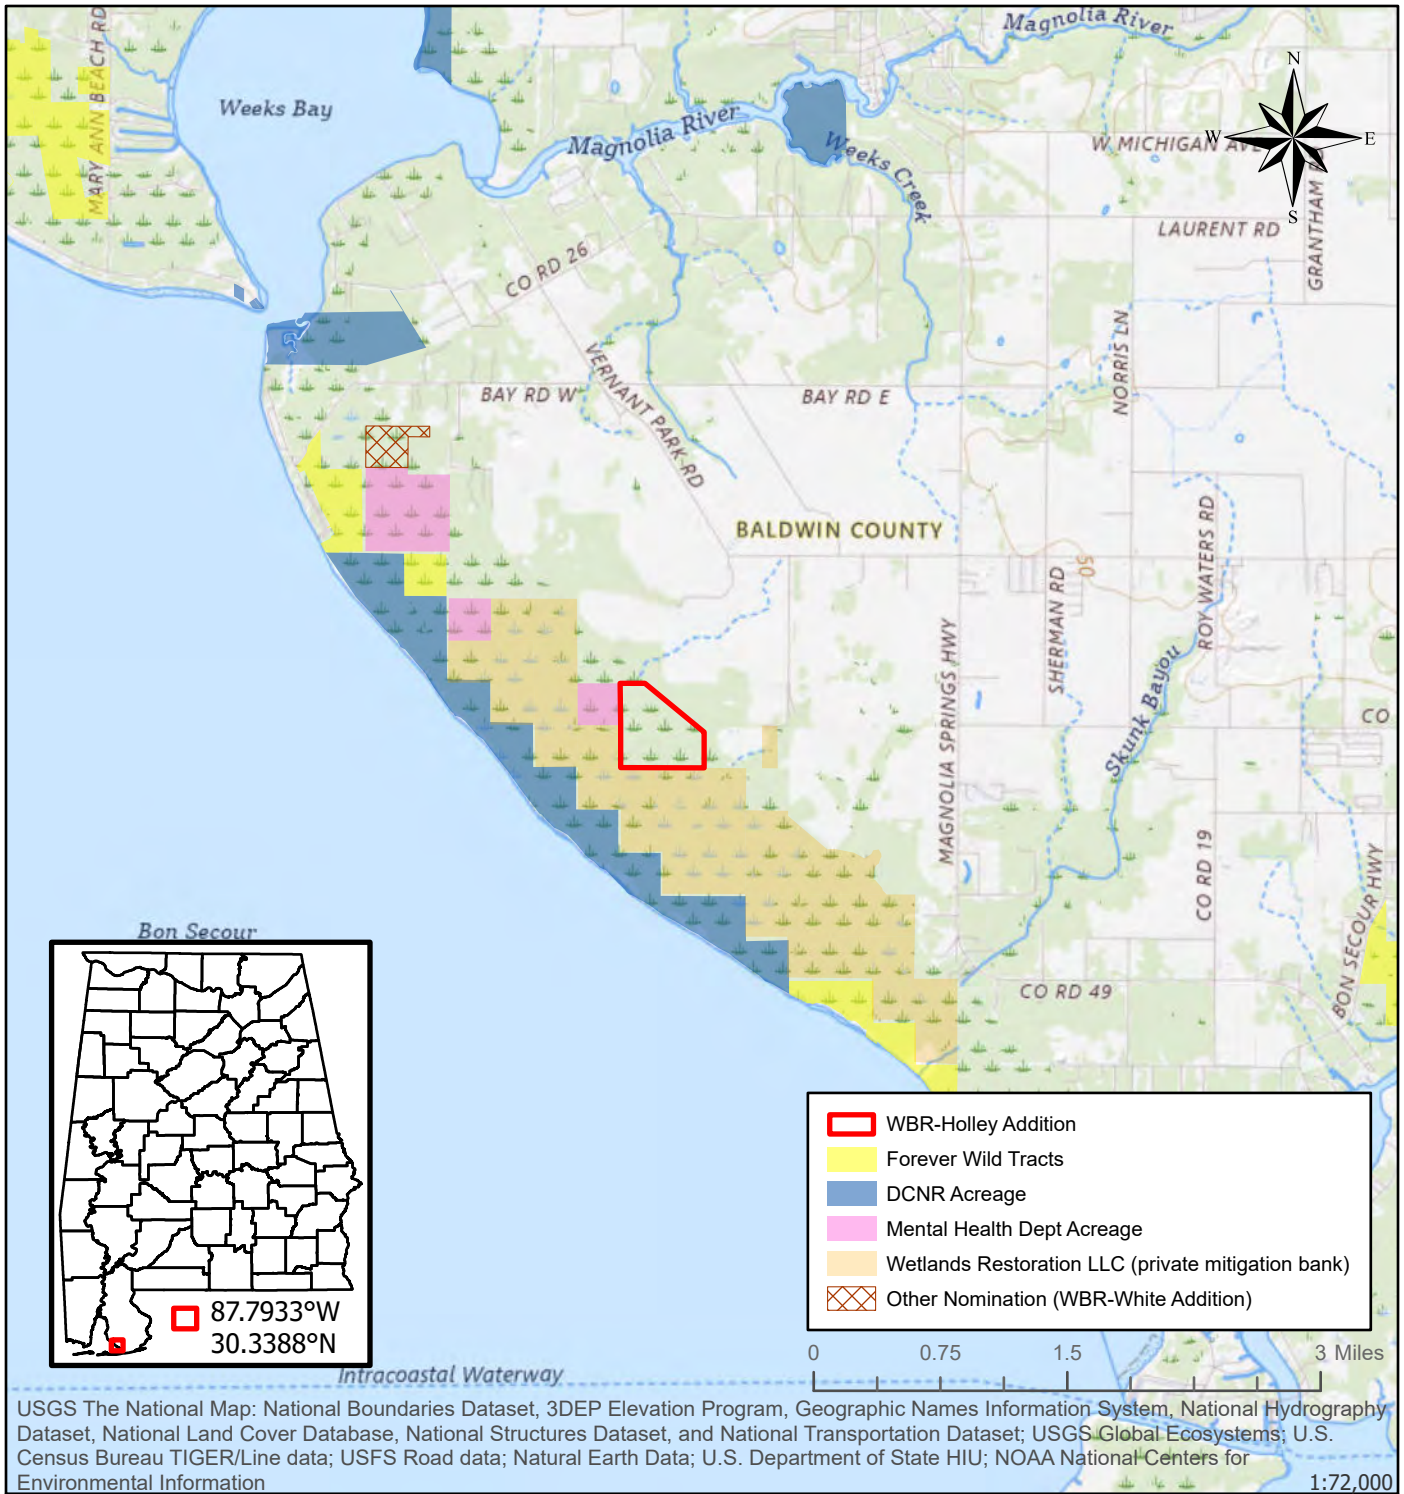 Magnolia River
MARY ANN BEACH RD
Weeks Bay
Magnolia River
Weeks Creek
N
W
E
S
W MICHIGAN AV
GRANTHAM RD
LAURENT RD
CO RD 26
NORRIS LN
VERNANT PARK RD
BAY RD W
BAY RD E
BALDWIN COUNTY
50
SHERMAN RD
ROY WATERS RD
MAGNOLIA SPRINGS HWY
Skunk Bayou
CO
CO RD 19
BON SECOUR HWY
CO RD 49
Bon Secour
87.7933°W
30.3388°N
WBR-Holley Addition
Forever Wild Tracts
DCNR Acreage
Mental Health Dept Acreage
Wetlands Restoration LLC (private mitigation bank)
Other Nomination (WBR-White Addition)
0 0.75 1.5 3 Miles
Intracoastal Waterway
USGS The National Map: National Boundaries Dataset, 3DEP Elevation Program, Geographic Names Information System, National Hydrography
Dataset, National Land Cover Database, National Structures Dataset, and National Transportation Dataset; USGS Global Ecosystems; U.S.
Census Bureau TIGER/Line data; USFS Road data; Natural Earth Data; U.S. Department of State HIU; NOAA National Centers for
Environmental Information
1:72,000